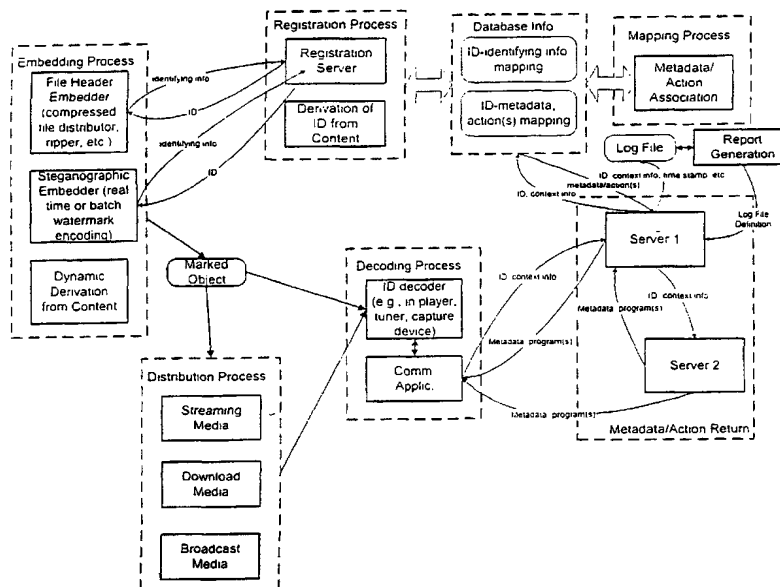 Embedding Process
File Header
Embedder
(compressed
file distributor,
ripper, etc.)
Steganographic
Embedder (real
time or batch
watermark
encoding)
Dynamic
Derivation
from Content
identifying info
ID
identifying info
ID
Registration Process
Registration
Server
Derivation of
ID from
Content
Database Info
ID-identifying info
mapping
ID-metadata,
action(s) mapping
Mapping Process
Metadata/
Action
Association
Log File
Report
Generation
ID, context info, time stamp, etc.
metadata/action(s)
ID, context info
Log File
Definition
Server 1
ID, context info
Metadata, program(s)
Server 2
Metadata/Action Return
Marked
Object
Decoding Process
ID decoder
(e.g., in player,
tuner, capture
device)
Comm
Applic.
ID, context info
Metadata, program(s)
Metadata, program(s)
Distribution Process
Streaming
Media
Download
Media
Broadcast
Media